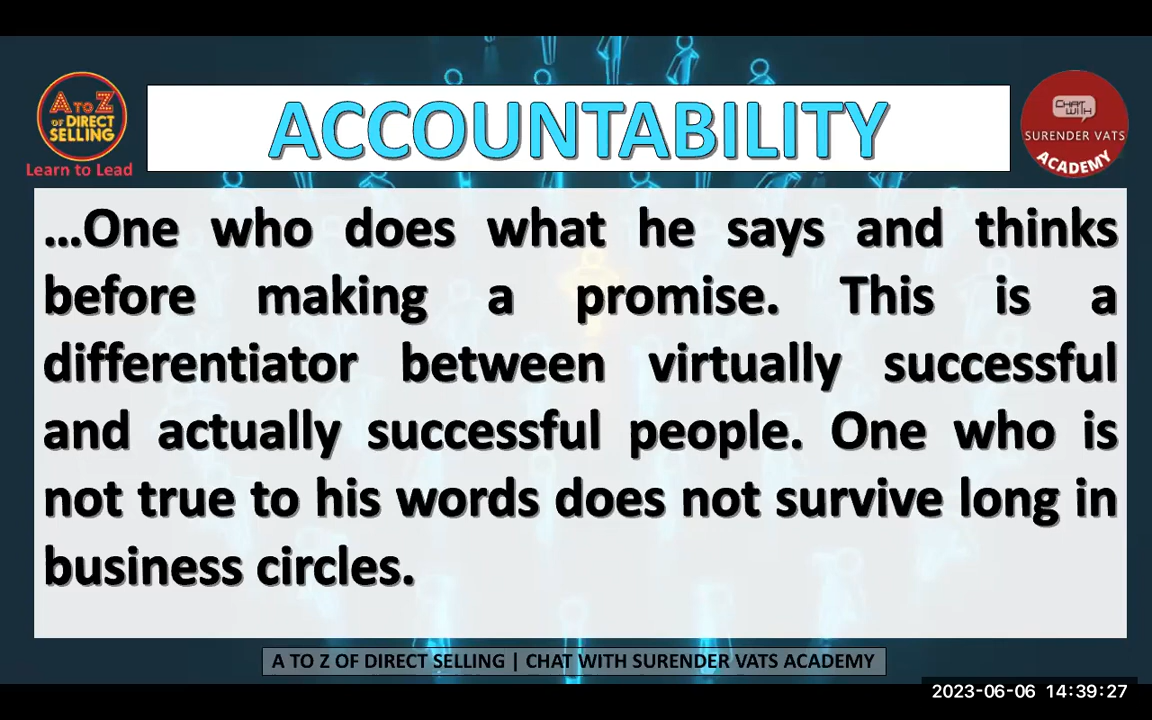 A TO Z
OF DIRECT
SELLING
Learn to Lead
ACCOUNTABILITY
CHAT
WITH
SURENDER VATS
ACADEMY
...One who does what he says and thinks
before making a promise. This is a
differentiator between virtually successful
and actually successful people. One who is
not true to his words does not survive long in
business circles.
A TO Z OF DIRECT SELLING | CHAT WITH SURENDER VATS ACADEMY
2023-06-06 14:39:27